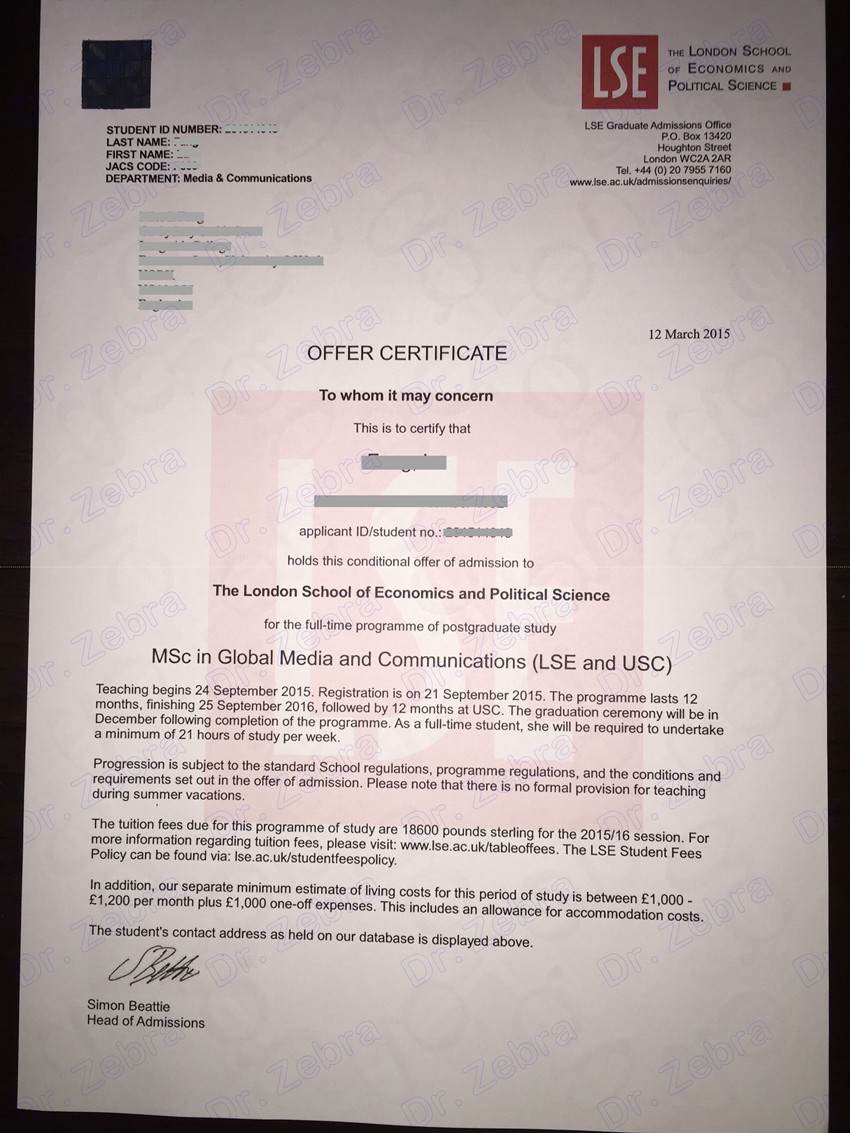 LSE
THE LONDON SCHOOL
OF ECONOMICS AND
POLITICAL SCIENCE
STUDENT ID NUMBER:
LAST NAME:
FIRST NAME:
JACS CODE:
DEPARTMENT: Media & Communications
LSE Graduate Admissions Office
P.O. Box 13420
Houghton Street
London WC2A 2AR
Tel. +44 (0) 20 7955 7160
www.lse.ac.uk/admissionsenquiries/
12 March 2015
OFFER CERTIFICATE
To whom it may concern
This is to certify that
applicant ID/student no.:
holds this conditional offer of admission to
The London School of Economics and Political Science
for the full-time programme of postgraduate study
MSc in Global Media and Communications (LSE and USC)
Teaching begins 24 September 2015. Registration is on 21 September 2015. The programme lasts 12
months, finishing 25 September 2016, followed by 12 months at USC. The graduation ceremony will be in
December following completion of the programme. As a full-time student, she will be required to undertake
a minimum of 21 hours of study per week.
Progression is subject to the standard School regulations, programme regulations, and the conditions and
requirements set out in the offer of admission. Please note that there is no formal provision for teaching
during summer vacations.
The tuition fees due for this programme of study are 18600 pounds sterling for the 2015/16 session. For
more information regarding tuition fees, please visit: www.lse.ac.uk/tableoffees. The LSE Student Fees
Policy can be found via: lse.ac.uk/studentfeespolicy.
In addition, our separate minimum estimate of living costs for this period of study is between £1,000 -
£1,200 per month plus £1,000 one-off expenses. This includes an allowance for accommodation costs.
The student's contact address as held on our database is displayed above.
Simon Beattie
Head of Admissions
LSE
Dr. Zebra